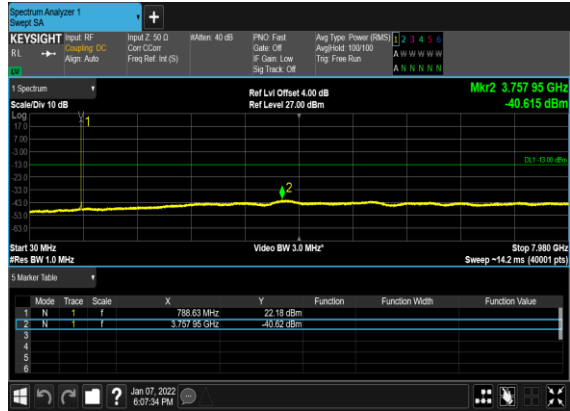 Spectrum Analyzer 1
Swept SA
+
KEYSIGHT Input: RF Input Z: 50 Ω #Atten: 40 dB PNO: Fast Avg Type: Power (RMS) 1 2 3 4 5 6
RL Coupling: DC Corr CCorr Gate: Off Avg|Hold: 100/100 A W W W W W
Align: Auto Freq Ref: Int (S) IF Gain: Low Trig: Free Run
Sig Track: Off A N N N N N
LXI
1 Spectrum Ref Lvl Offset 4.00 dB Mkr2 3.757 95 GHz
Scale/Div 10 dB Ref Level 27.00 dBm -40.615 dBm
Log
17.0
7.00
-3.00
-13.0
-23.0
-33.0
-43.0
-53.0
-63.0
1
DL1 -13.00 dBm
2
Start 30 MHz Video BW 3.0 MHz* Stop 7.980 GHz
#Res BW 1.0 MHz Sweep ~14.2 ms (40001 pts)
5 Marker Table
Mode Trace Scale X Y Function Function Width Function Value
1 N 1 f 788.63 MHz 22.18 dBm
2 N 1 f 3.757 95 GHz -40.62 dBm
3
4
5
6
? Jan 07, 2022
6:07:34 PM